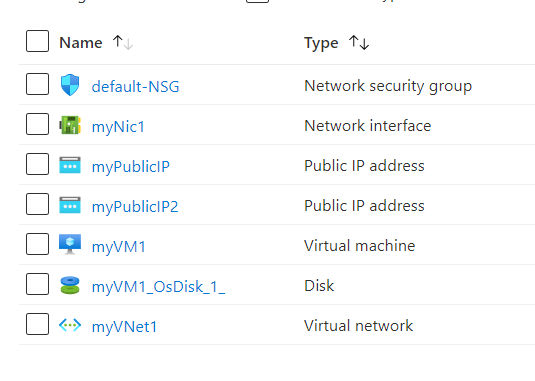 Name ↑↓ Type ↑↓
default-NSG Network security group
myNic1 Network interface
myPublicIP Public IP address
myPublicIP2 Public IP address
myVM1 Virtual machine
myVM1_OsDisk_1_ Disk
myVNet1 Virtual network